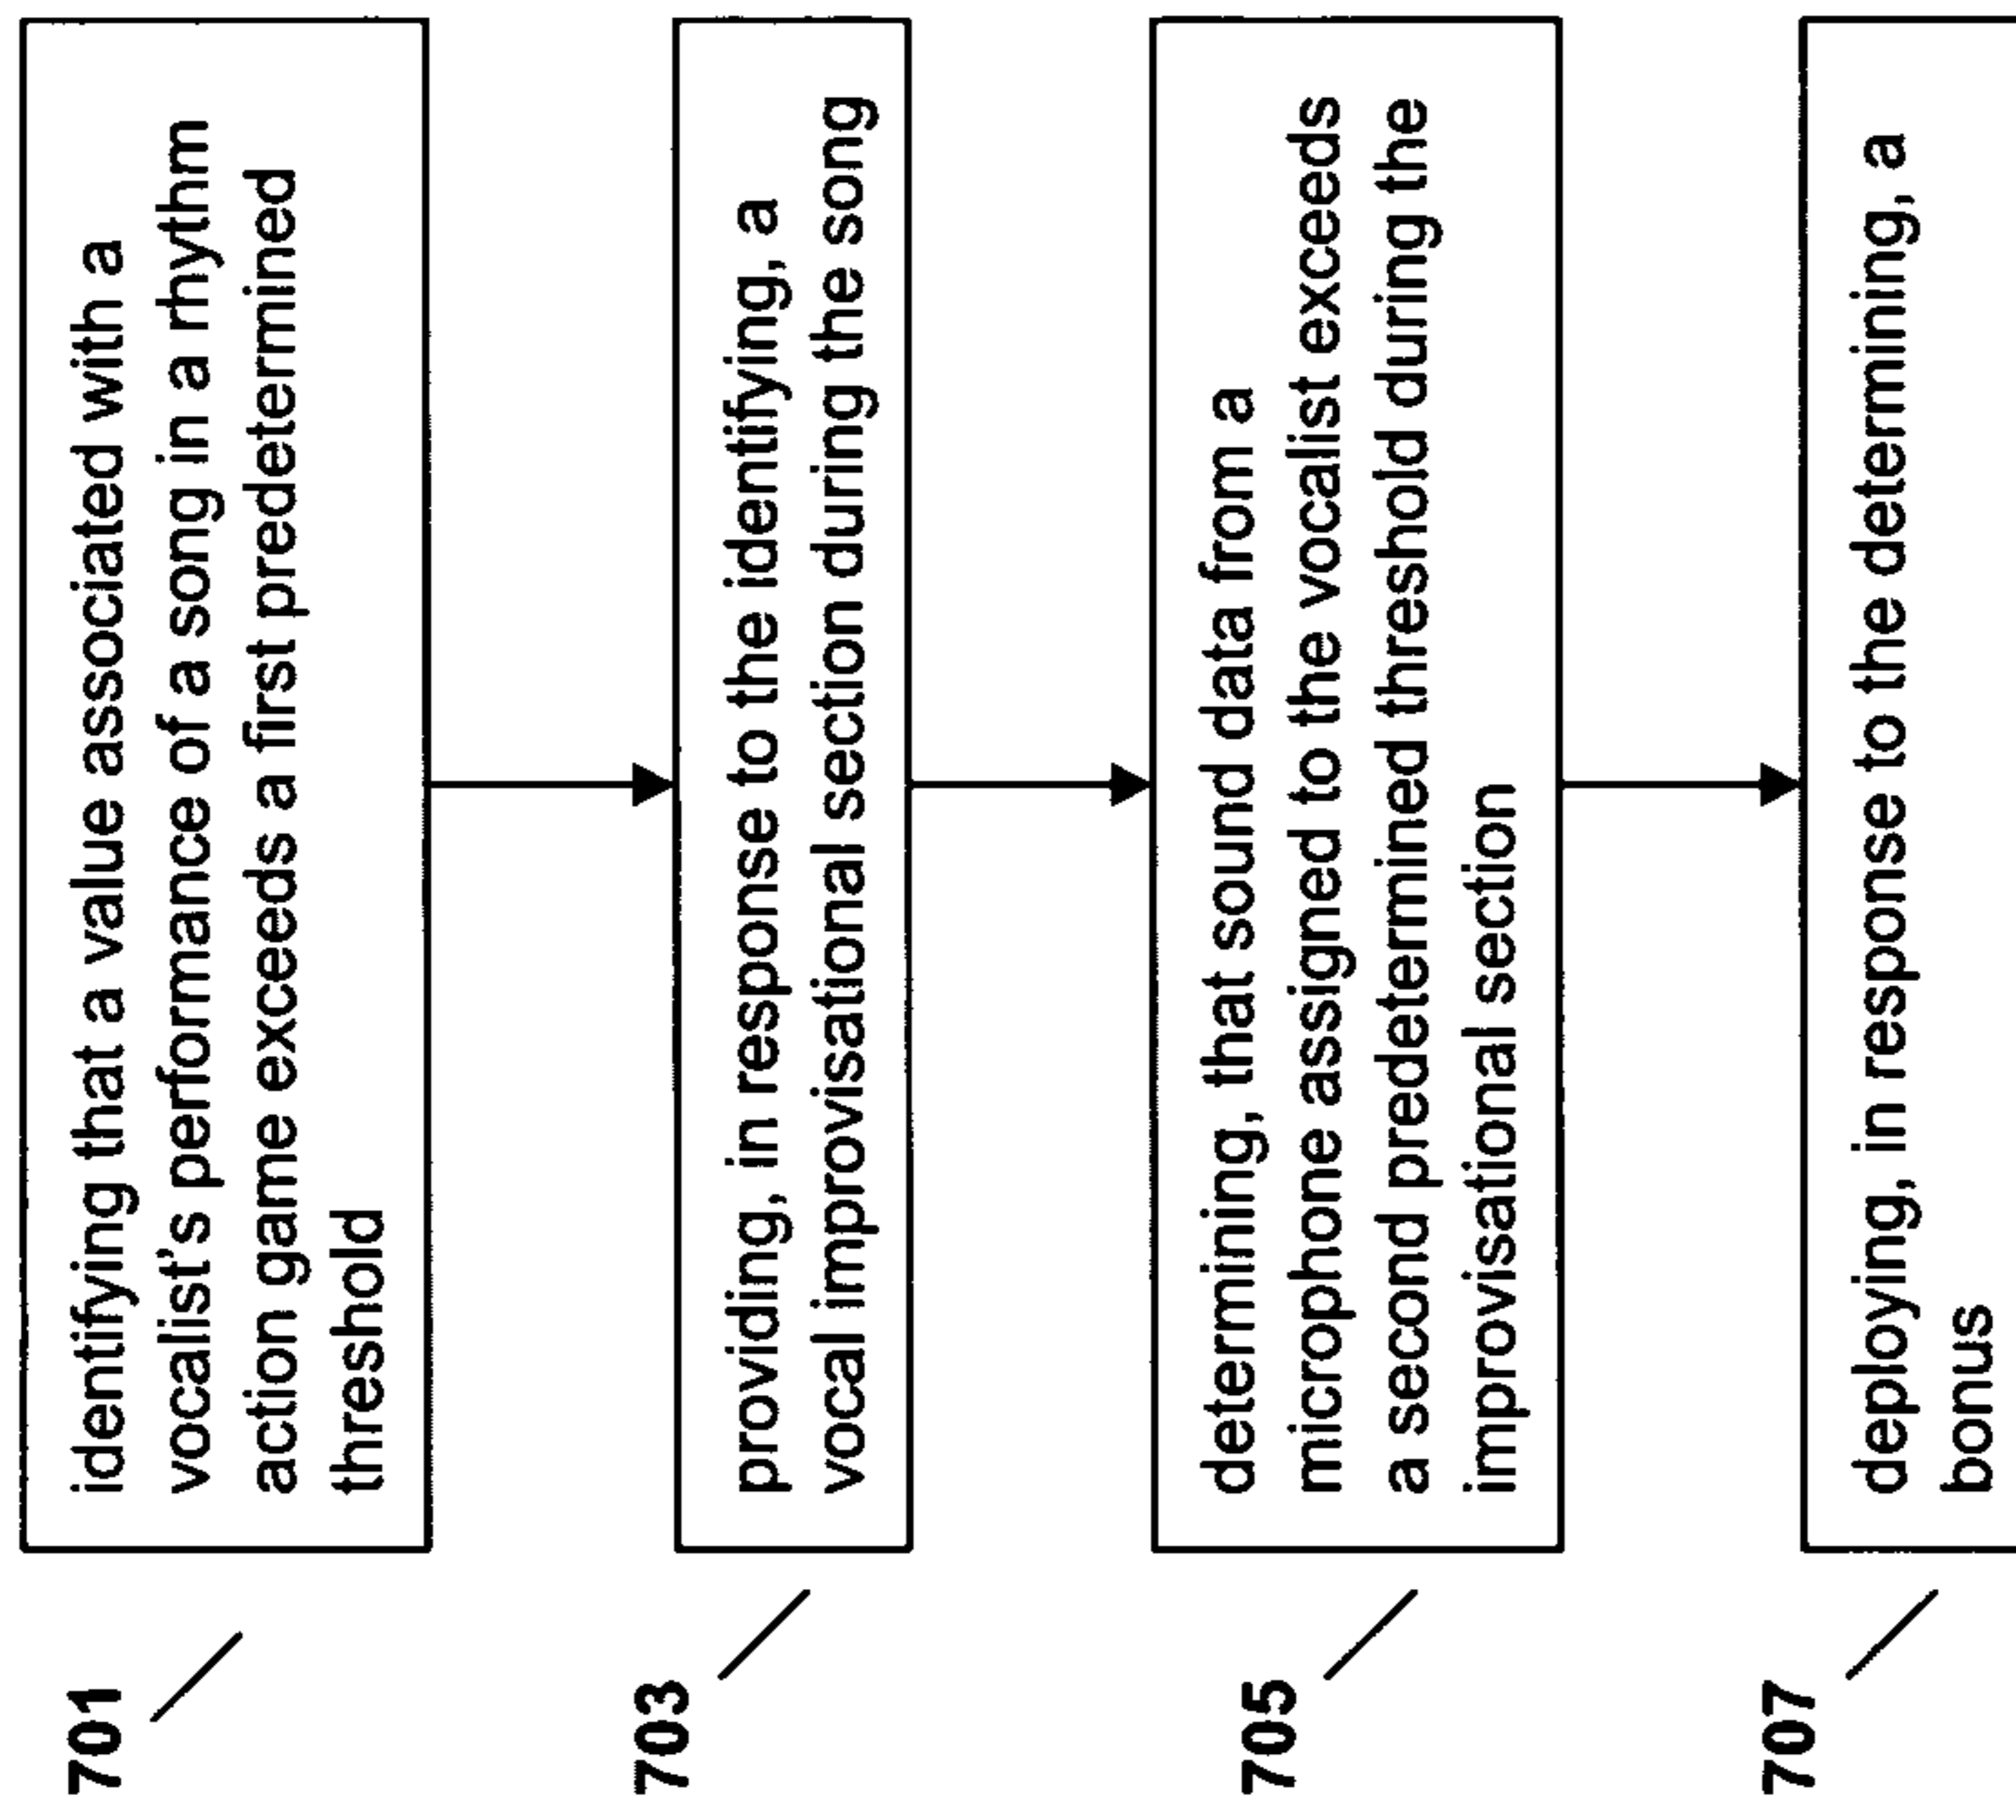 701
identifying that a value associated with a
vocalist's performance of a song in a rhythm
action game exceeds a first predetermined
threshold
703
providing, in response to the identifying, a
vocal improvisational section during the song
705
determining, that sound data from a
microphone assigned to the vocalist exceeds
a second predetermined threshold during the
improvisational section
707
deploying, in response to the determining, a
bonus